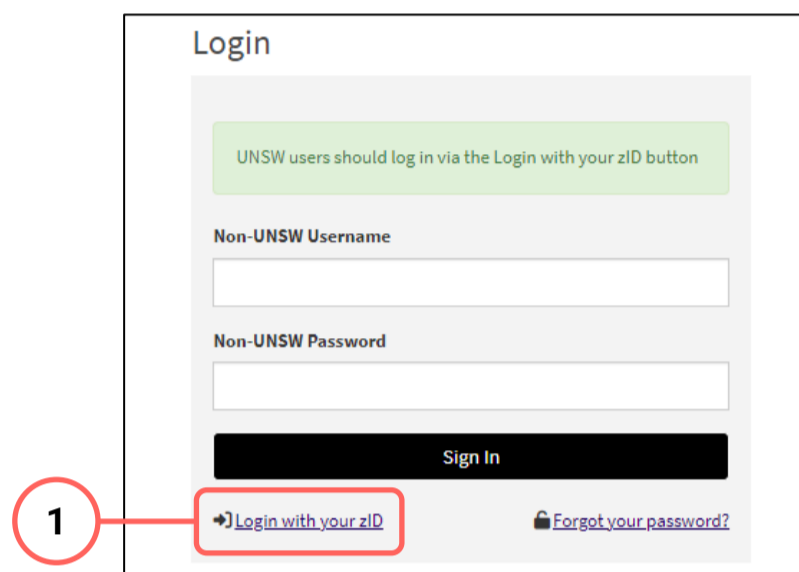 Login
UNSW users should log in via the Login with your zID button
Non-UNSW Username
Non-UNSW Password
Sign In
1
Login with your zID
Forgot your password?